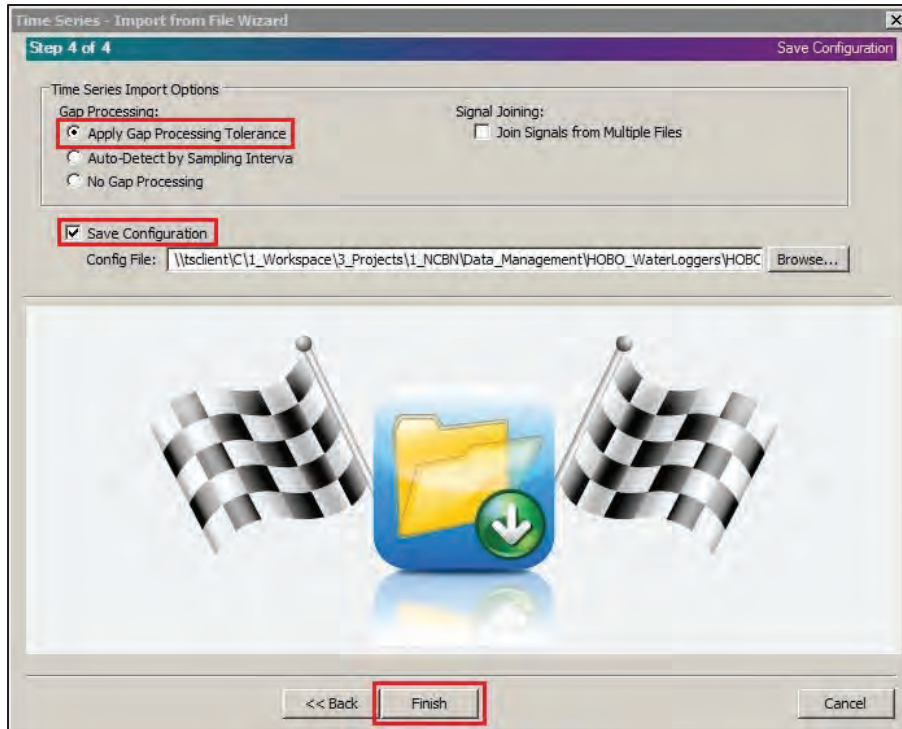 Time Series - Import from File Wizard
Step 4 of 4
Save Configuration
Time Series Import Options
Gap Processing:
Signal Joining:
Apply Gap Processing Tolerance
Join Signals from Multiple Files
Auto-Detect by Sampling Interva
No Gap Processing
Save Configuration
Config File: \\tsclient\C\1_Workspace\3_Projects\1_NCBN\Data_Management\HOBO_WaterLoggers\HOBC Browse...
<< Back Finish Cancel